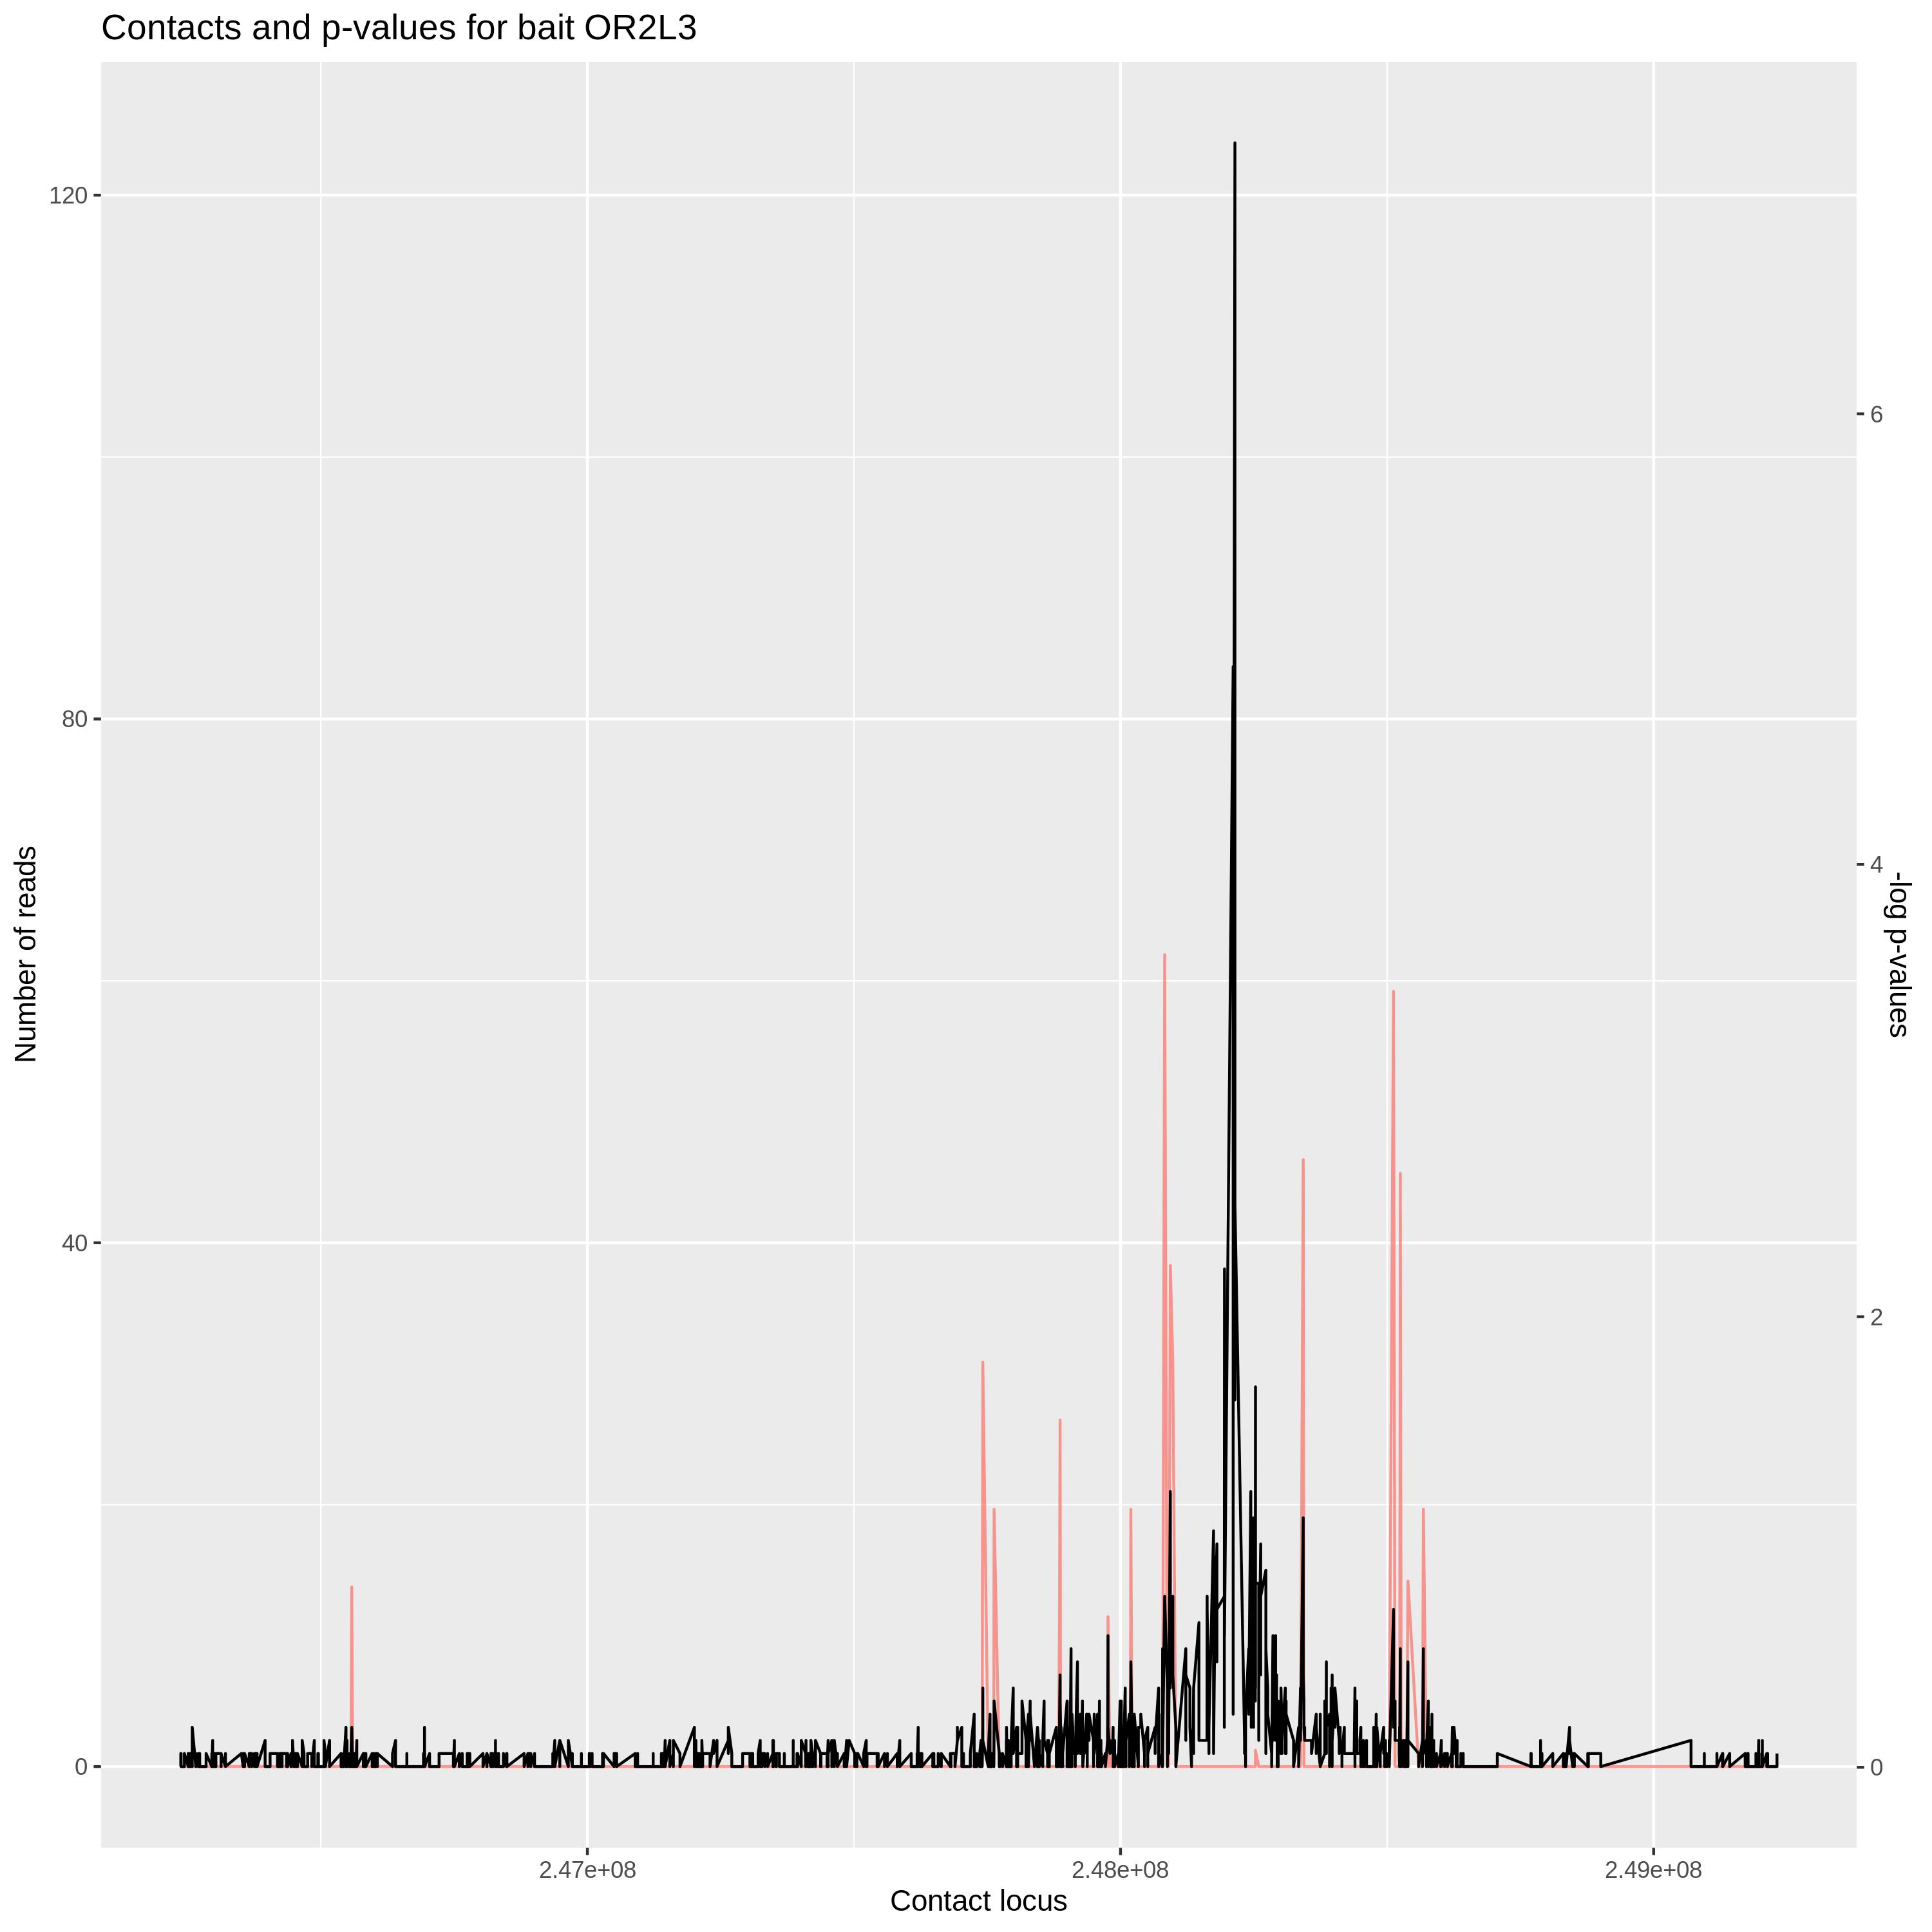 Contacts and p-values for bait OR2L3
120
80
40
0
Number of reads
6
4
2
0
-log p-values
2.47e+08
2.48e+08
2.49e+08
Contact locus